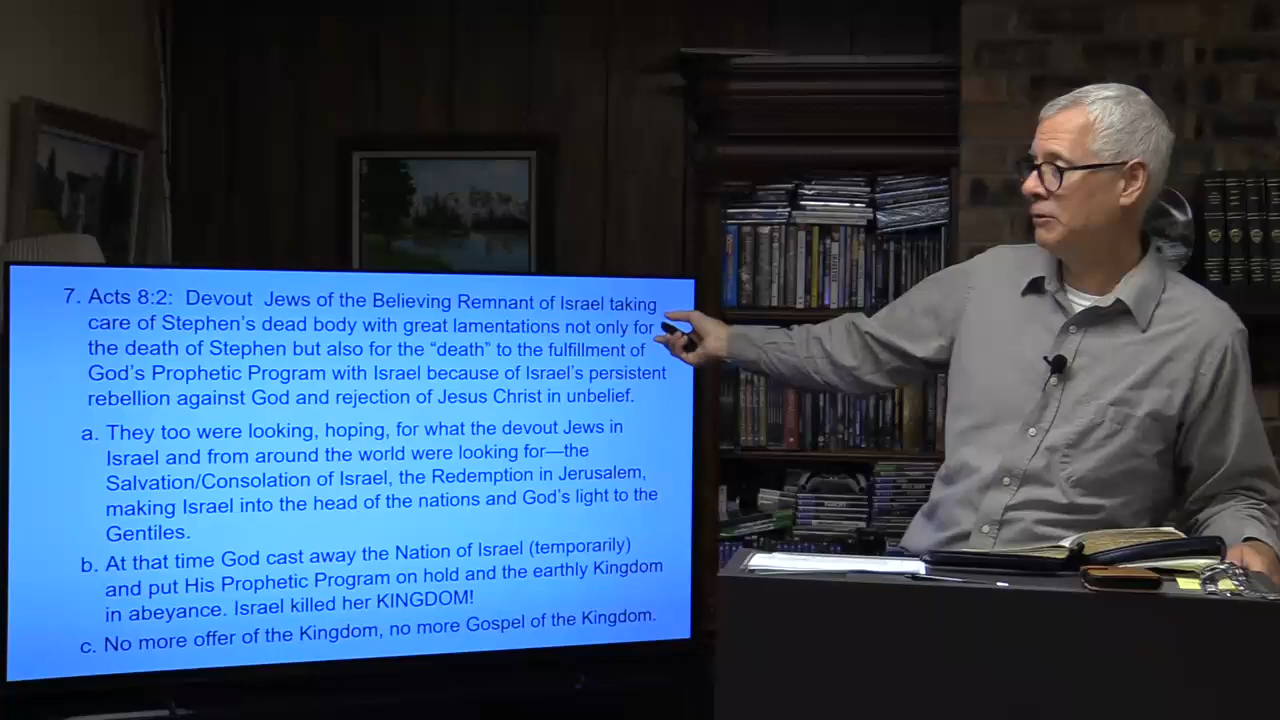 7. Acts 8:2: Devout Jews of the Believing Remnant of Israel taking
care of Stephen's dead body with great lamentations not only for
the death of Stephen but also for the “death” to the fulfillment of
God's Prophetic Program with Israel because of Israel's persistent
rebellion against God and rejection of Jesus Christ in unbelief.
a. They too were looking, hoping, for what the devout Jews in
Israel and from around the world were looking for—the
Salvation/Consolation of Israel, the Redemption in Jerusalem,
making Israel into the head of the nations and God's light to the
Gentiles.
b. At that time God cast away the Nation of Israel (temporarily)
and put His Prophetic Program on hold and the earthly Kingdom
in abeyance. Israel killed her KINGDOM!
c. No more offer of the Kingdom, no more Gospel of the Kingdom.